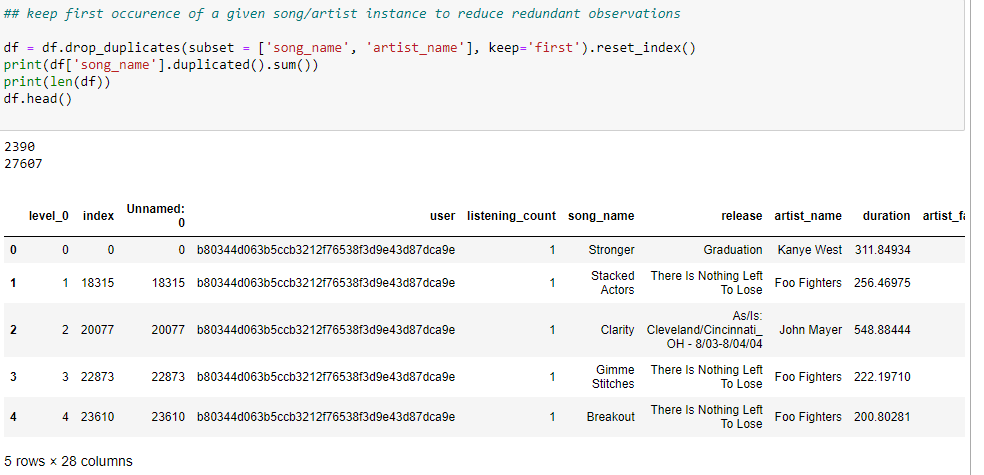 ## keep first occurence of a given song/artist instance to reduce redundant observations
df = df.drop_duplicates(subset = ['song_name', 'artist_name'], keep='first').reset_index()
print(df['song_name'].duplicated().sum())
print(len(df))
df.head()
2390
27607
level_0 index Unnamed: 0 user listening_count song_name release artist_name duration artist_fa
0 0 0 0 b80344d063b5ccb3212f76538f3d9e43d87dca9e 1 Stronger Graduation Kanye West 311.84934
1 1 18315 18315 b80344d063b5ccb3212f76538f3d9e43d87dca9e 1 Stacked Actors There Is Nothing Left To Lose Foo Fighters 256.46975
2 2 20077 20077 b80344d063b5ccb3212f76538f3d9e43d87dca9e 1 Clarity As/Is: Cleveland/Cincinnati_ OH - 8/03-8/04/04 John Mayer 548.88444
3 3 22873 22873 b80344d063b5ccb3212f76538f3d9e43d87dca9e 1 Gimme Stitches There Is Nothing Left To Lose Foo Fighters 222.19710
4 4 23610 23610 b80344d063b5ccb3212f76538f3d9e43d87dca9e 1 Breakout There Is Nothing Left To Lose Foo Fighters 200.80281
5 rows × 28 columns